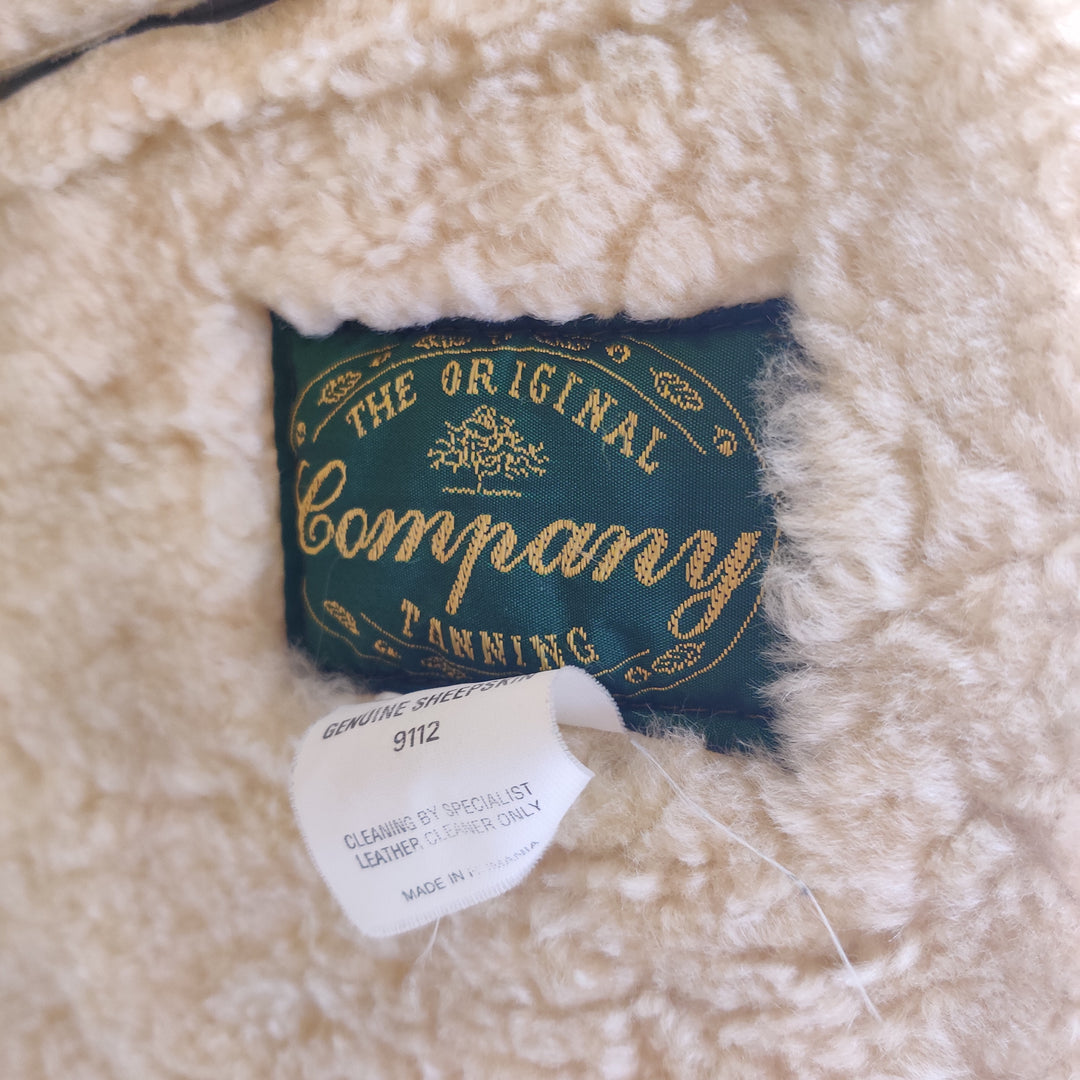 THE ORIGINAL
Company
TANNING
GENUINE SHEEPSKIN
9112
CLEANING BY SPECIALIST
LEATHER CLEANER ONLY
MADE IN